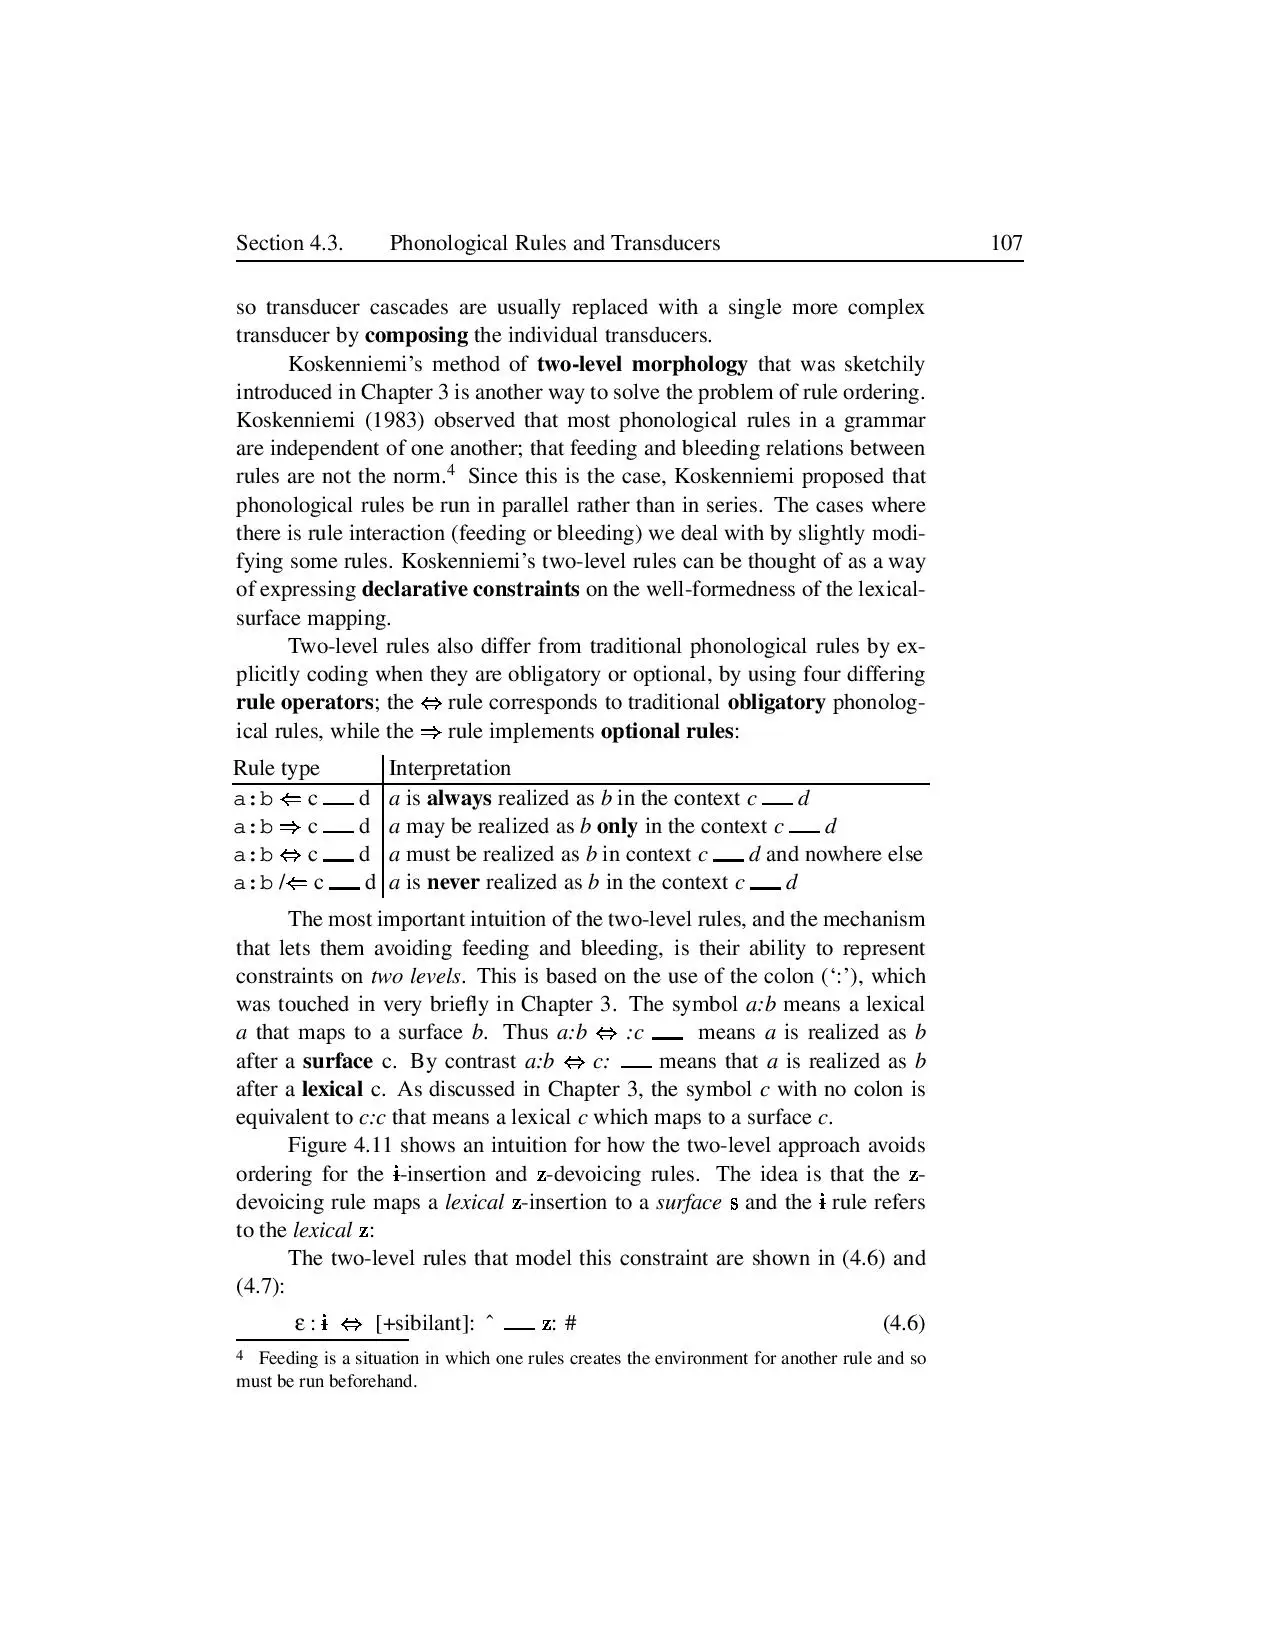 Section 4.3. Phonological Rules and Transducers 107
so transducer cascades are usually replaced with a single more complex
transducer by composing the individual transducers.
Koskenniemi's method of two-level morphology that was sketchily
introduced in Chapter 3 is another way to solve the problem of rule ordering.
Koskenniemi (1983) observed that most phonological rules in a grammar
are independent of one another; that feeding and bleeding relations between
rules are not the norm.4 Since this is the case, Koskenniemi proposed that
phonological rules be run in parallel rather than in series. The cases where
there is rule interaction (feeding or bleeding) we deal with by slightly modi-
fying some rules. Koskenniemi's two-level rules can be thought of as a way
of expressing declarative constraints on the well-formedness of the lexical-
surface mapping.
Two-level rules also differ from traditional phonological rules by ex-
plicitly coding when they are obligatory or optional, by using four differing
rule operators; the ⇔ rule corresponds to traditional obligatory phonolog-
ical rules, while the ⇒ rule implements optional rules:
Rule type Interpretation
a:b ⇐ c __ d a is always realized as b in the context c __ d
a:b ⇒ c __ d a may be realized as b only in the context c __ d
a:b ⇔ c __ d a must be realized as b in context c __ d and nowhere else
a:b /⇐ c __ d a is never realized as b in the context c __ d
The most important intuition of the two-level rules, and the mechanism
that lets them avoiding feeding and bleeding, is their ability to represent
constraints on two levels. This is based on the use of the colon (':'), which
was touched in very briefly in Chapter 3. The symbol a:b means a lexical
a that maps to a surface b. Thus a:b ⇔ :c __ means a is realized as b
after a surface c. By contrast a:b ⇔ c: __ means that a is realized as b
after a lexical c. As discussed in Chapter 3, the symbol c with no colon is
equivalent to c:c that means a lexical c which maps to a surface c.
Figure 4.11 shows an intuition for how the two-level approach avoids
ordering for the ɨ-insertion and z-devoicing rules. The idea is that the z-
devoicing rule maps a lexical z-insertion to a surface s and the ɨ rule refers
to the lexical z:
The two-level rules that model this constraint are shown in (4.6) and
(4.7):
ε : ɨ ⇔ [+sibilant]: ˆ __ z: # (4.6)
4 Feeding is a situation in which one rules creates the environment for another rule and so
must be run beforehand.